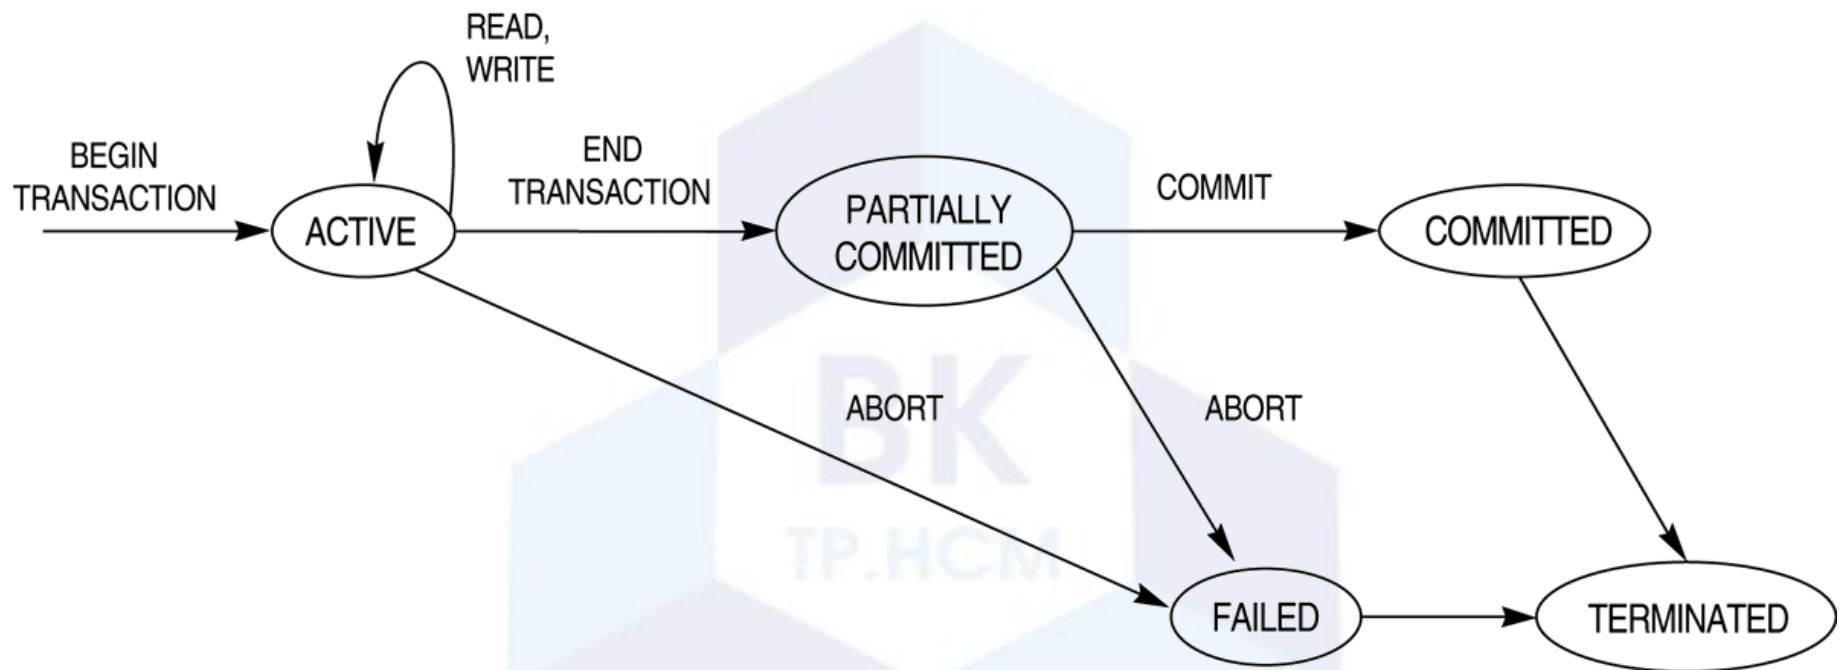 READ,
WRITE
BEGIN
TRANSACTION
END
TRANSACTION
COMMIT
ACTIVE
PARTIALLY
COMMITTED
COMMITTED
ABORT
ABORT
BK
TP.HCM
FAILED
TERMINATED